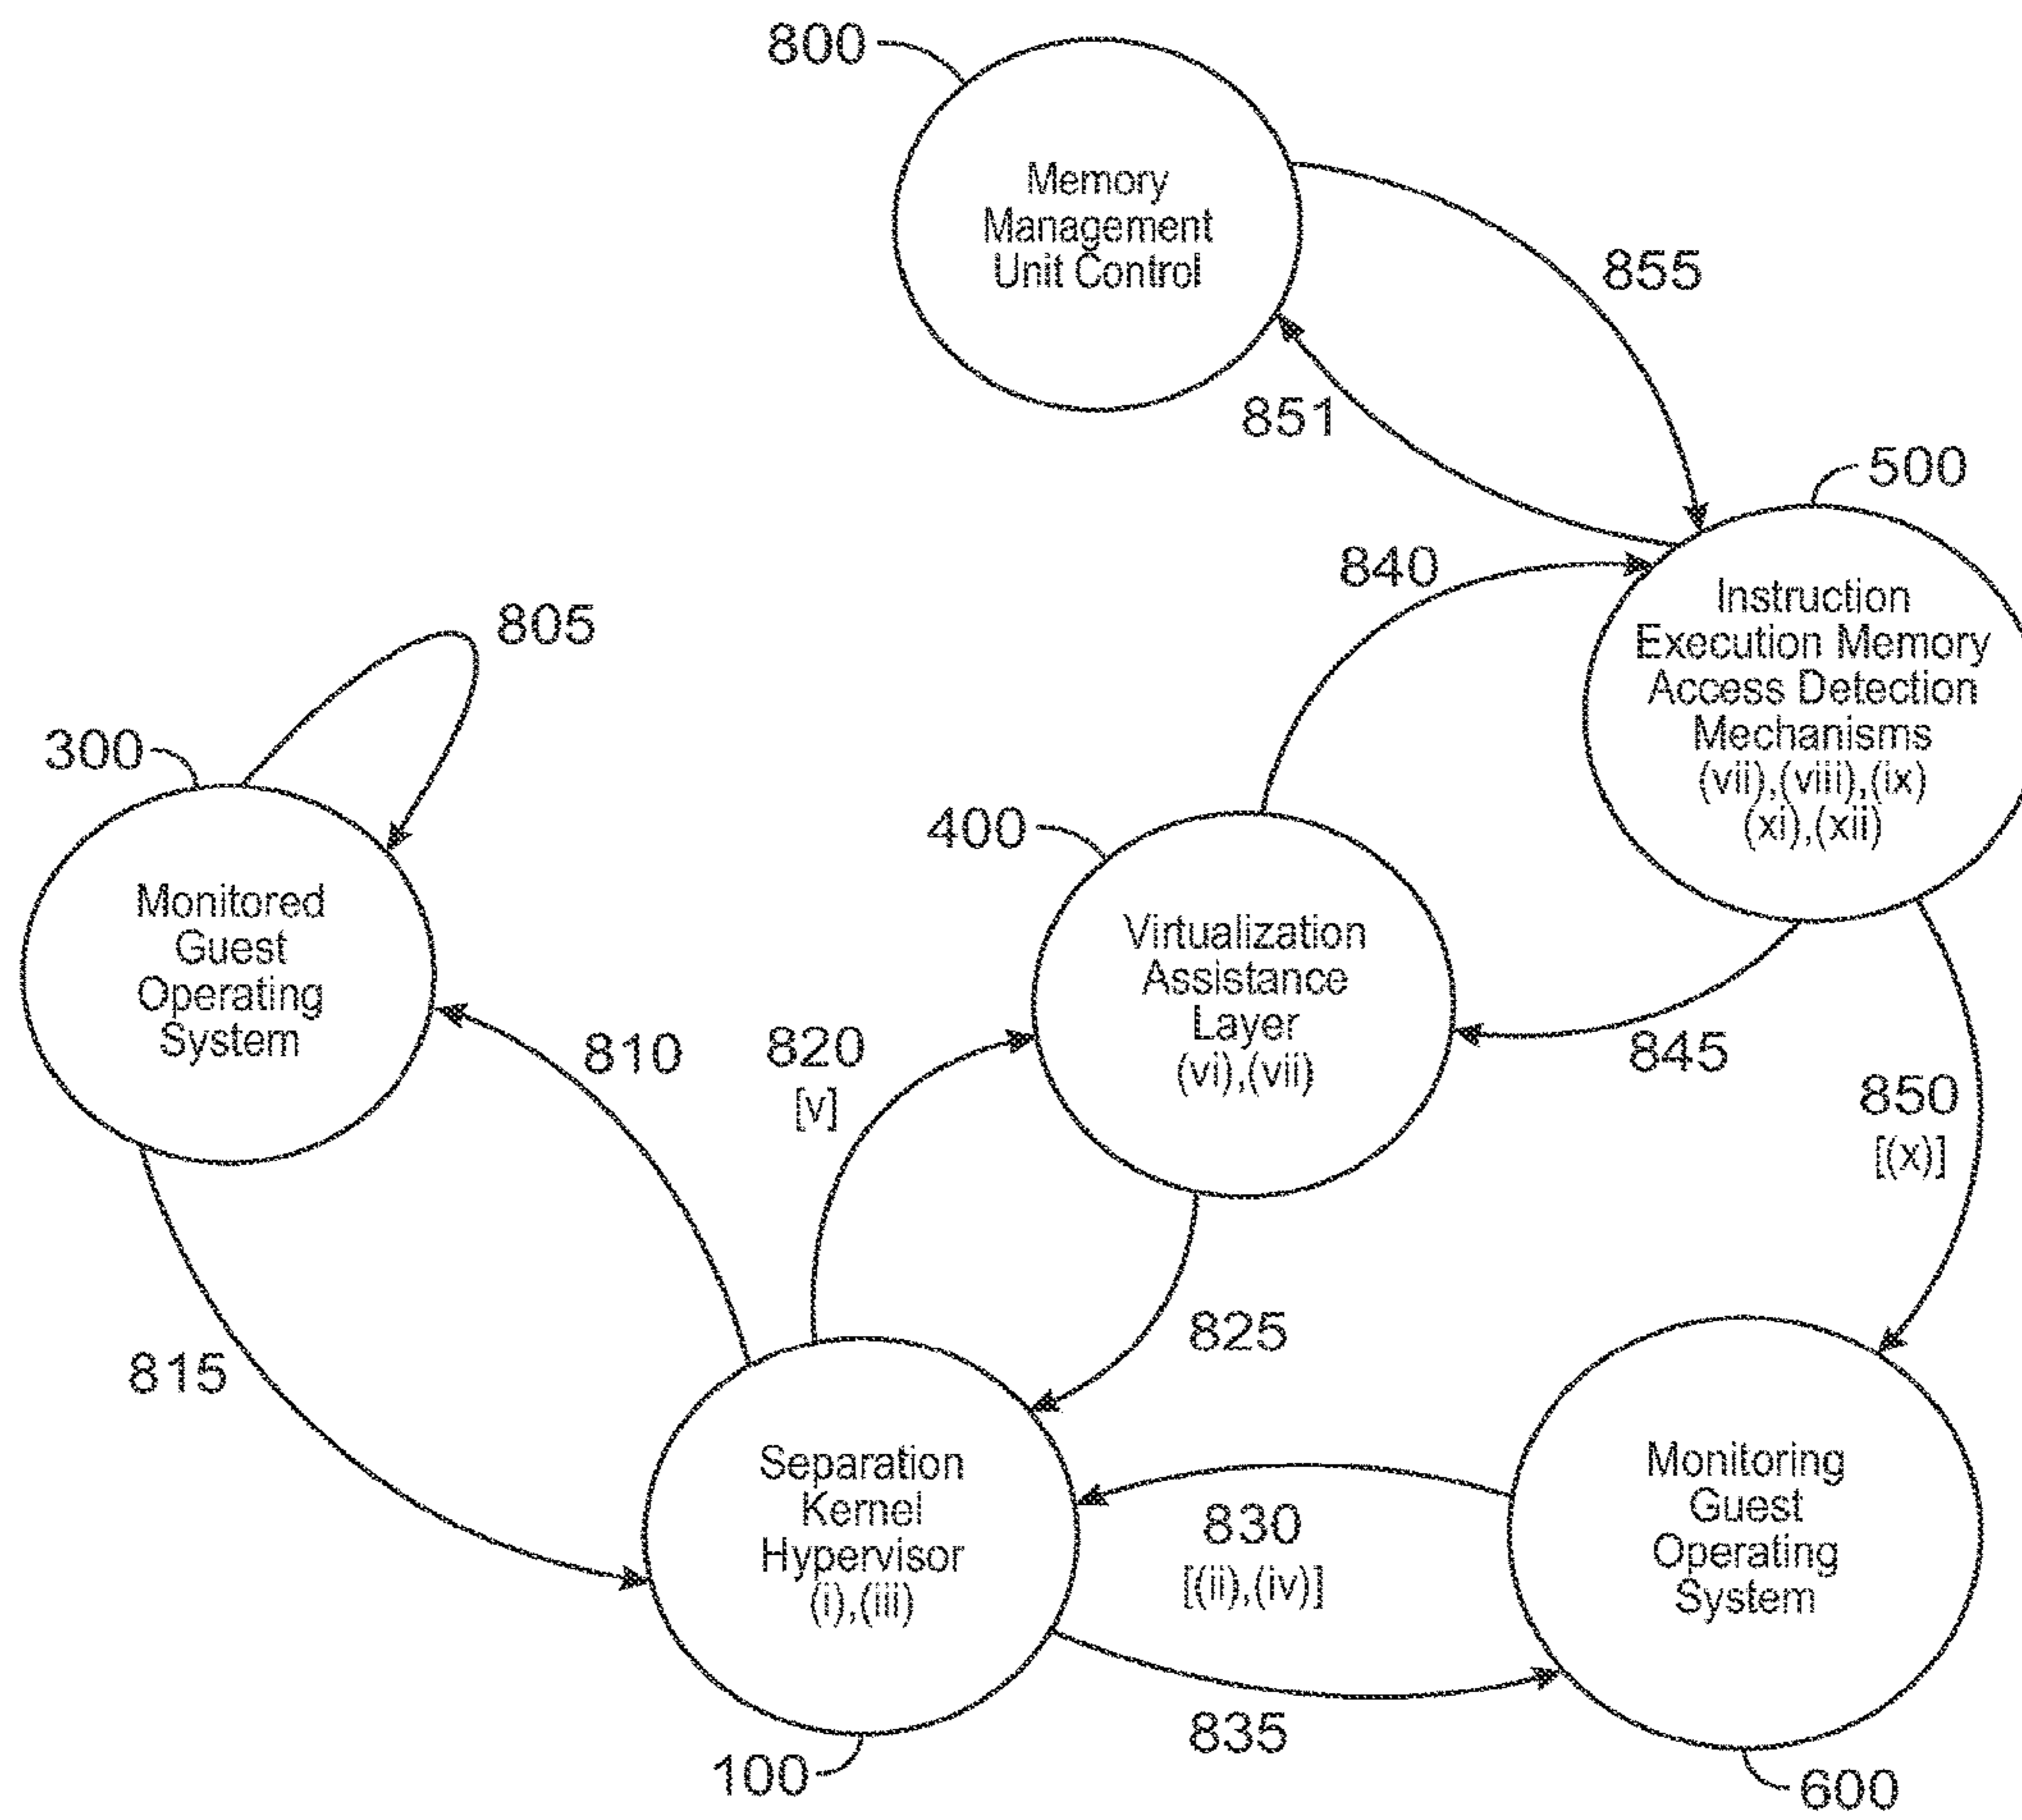 800
Memory
Management
Unit Control
855
851
500
840
Instruction
Execution Memory
Access Detection
Mechanisms
(vii),(viii),(ix)
(xi),(xii)
805
300
Monitored
Guest
Operating
System
400
Virtualization
Assistance
Layer
(vi),(vii)
810
820
[v]
845
850
[(x)]
815
825
Separation
Kernel
Hypervisor
(i),(iii)
830
[(ii),(iv)]
Monitoring
Guest
Operating
System
835
100
600